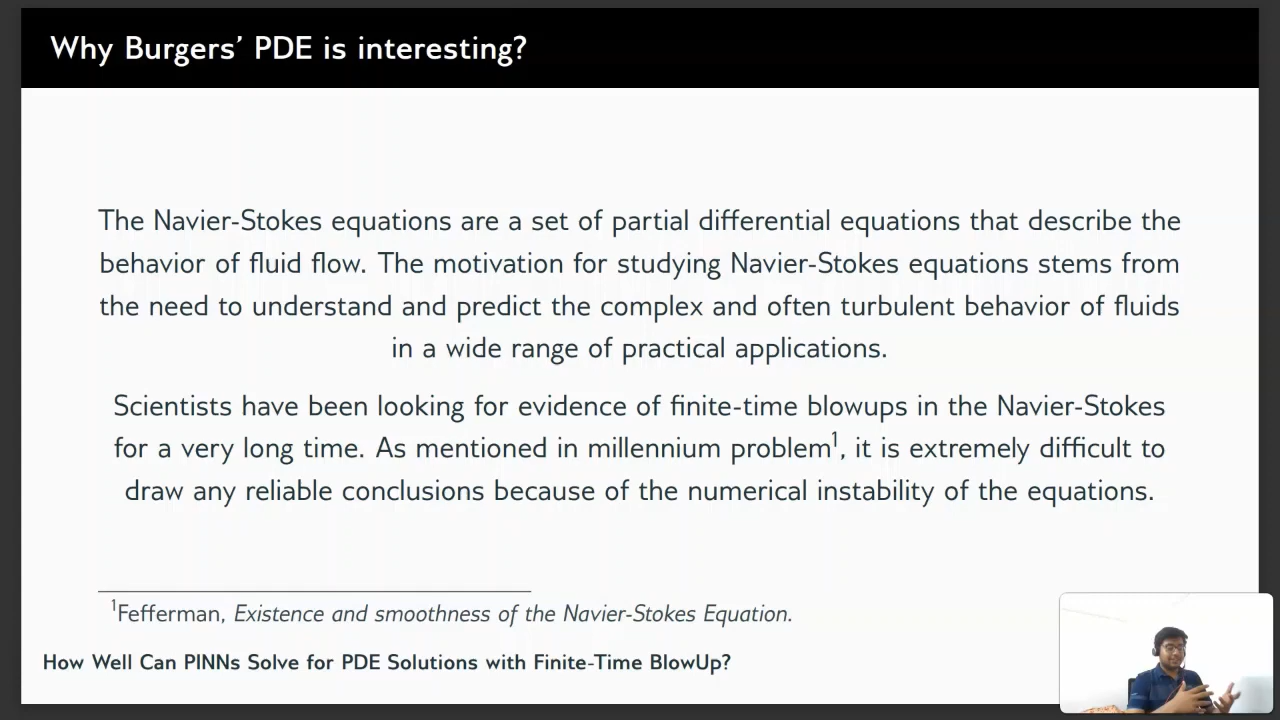 Why Burgers' PDE is interesting?
The Navier-Stokes equations are a set of partial differential equations that describe the
behavior of fluid flow. The motivation for studying Navier-Stokes equations stems from
the need to understand and predict the complex and often turbulent behavior of fluids
in a wide range of practical applications.
Scientists have been looking for evidence of finite-time blowups in the Navier-Stokes
for a very long time. As mentioned in millennium problem¹, it is extremely difficult to
draw any reliable conclusions because of the numerical instability of the equations.
¹Fefferman, Existence and smoothness of the Navier-Stokes Equation.
How Well Can PINNs Solve for PDE Solutions with Finite-Time BlowUp?